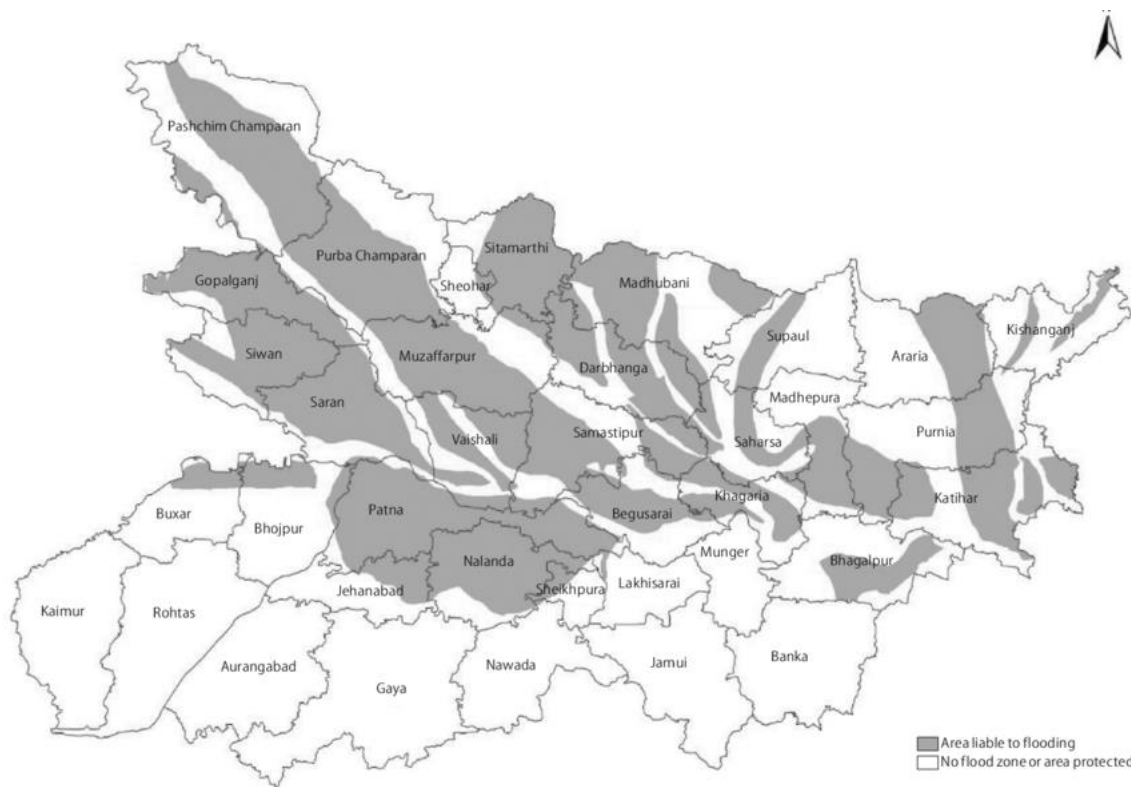 Pashchim Champaran
Purba Champaran
Sitamarthi
Sheohar
Gopalganj
Madhubani
Kishanganj
Supaul
Araria
Siwan
Muzaffarpur
Darbhanga
Madhepura
Saran
Vaishali
Samastipur
Saharsa
Purnia
Patna
Khagaria
Katihar
Buxar
Bhojpur
Begusarai
Munger
Nalanda
Bhagalpur
Jehanabad
Sheikhpura
Lakhisarai
Kaimur
Rohtas
Aurangabad
Nawada
Jamui
Banka
Gaya
Area liable to flooding
No flood zone or area protected